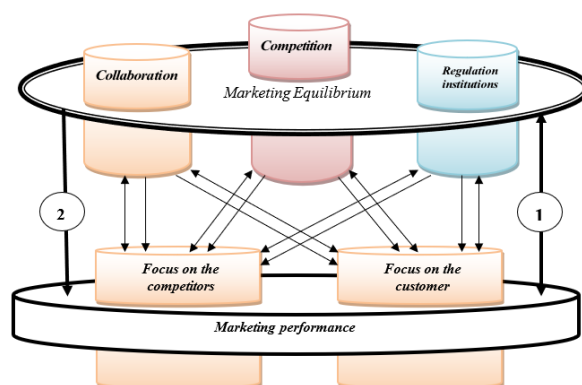 Competition
Collaboration
Regulation
institutions
Marketing Equilibrium
2
1
Focus on the
competitors
Focus on the
customer
Marketing performance